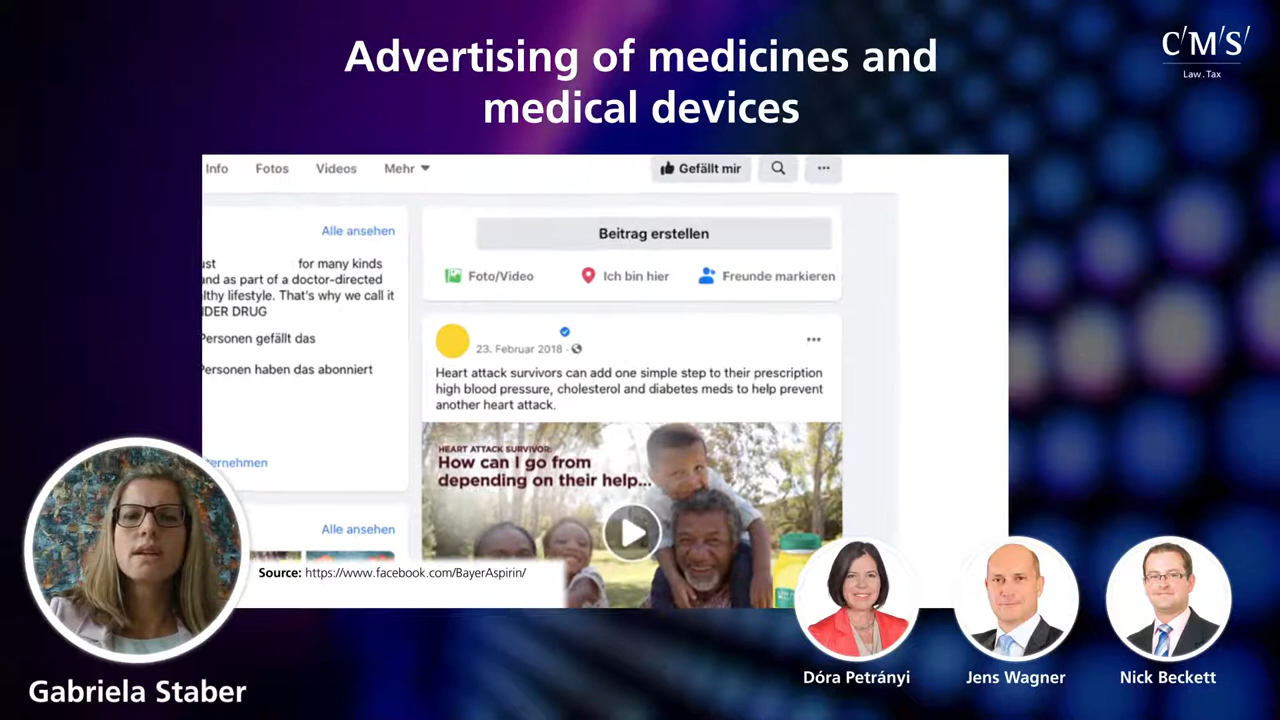 Advertising of medicines and
medical devices
C/M/S/
Law.Tax
Info Fotos Videos Mehr
Gefällt mir
Alle ansehen
ust for many kinds
and as part of a doctor-directed
lthy lifestyle. That's why we call it
DER DRUG
Personen gefällt das
Personen haben das abonniert
ternehmen
Alle ansehen
Beitrag erstellen
Foto/Video Ich bin hier Freunde markieren
23. Februar 2018
Heart attack survivors can add one simple step to their prescription
high blood pressure, cholesterol and diabetes meds to help prevent
another heart attack.
HEART ATTACK SURVIVOR:
How can I go from
depending on their help...
Source: https://www.facebook.com/BayerAspirin/
Gabriela Staber
Dóra Petrányi
Jens Wagner
Nick Beckett